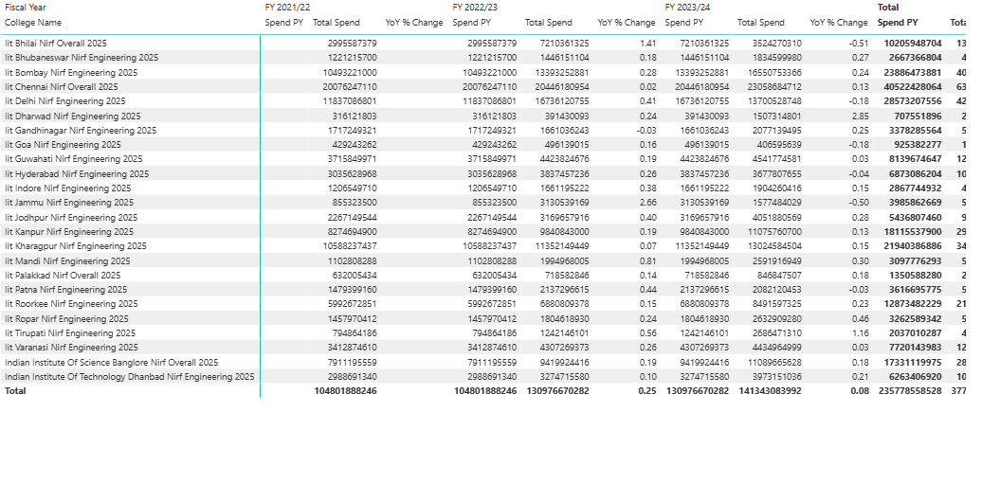 Fiscal Year FY 2021/22 FY 2022/23 FY 2023/24 Total
College Name Spend PY Total Spend YoY % Change Spend PY Total Spend YoY % Change Spend PY Total Spend YoY % Change Spend PY Tota
Iit Bhilai Nirf Overall 2025 2995587379 2995587379 7210361325 1.41 7210361325 3524270310 -0.51 10205948704 13
Iit Bhubaneswar Nirf Engineering 2025 1221215700 1221215700 1446151104 0.18 1446151104 1834599980 0.27 2667366804 4
Iit Bombay Nirf Engineering 2025 10493221000 10493221000 13393252881 0.28 13393252881 16550753366 0.24 23886473881 40
Iit Chennai Nirf Overall 2025 20076247110 20076247110 20446180954 0.02 20446180954 23058684712 0.13 40522428064 63
Iit Delhi Nirf Engineering 2025 11837086801 11837086801 16736120755 0.41 16736120755 13700528748 -0.18 28573207556 42
Iit Dharwad Nirf Engineering 2025 316121803 316121803 391430093 0.24 391430093 1507314801 2.85 707551896 2
Iit Gandhinagar Nirf Engineering 2025 1717249321 1717249321 1661036243 -0.03 1661036243 2077139495 0.25 3378285564 5
Iit Goa Nirf Engineering 2025 429243262 429243262 496139015 0.16 496139015 406595639 -0.18 925382277 1
Iit Guwahati Nirf Engineering 2025 3715849971 3715849971 4423824676 0.19 4423824676 4541774581 0.03 8139674647 12
Iit Hyderabad Nirf Engineering 2025 3035628968 3035628968 3837457236 0.26 3837457236 3677807655 -0.04 6873086204 10
Iit Indore Nirf Engineering 2025 1206549710 1206549710 1661195222 0.38 1661195222 1904260416 0.15 2867744932 4
Iit Jammu Nirf Engineering 2025 855323500 855323500 3130539169 2.66 3130539169 1577484029 -0.50 3985862669 5
Iit Jodhpur Nirf Engineering 2025 2267149544 2267149544 3169657916 0.40 3169657916 4051880569 0.28 5436807460 9
Iit Kanpur Nirf Engineering 2025 8274694900 8274694900 9840843000 0.19 9840843000 11075760700 0.13 18115537900 29
Iit Kharagpur Nirf Engineering 2025 10588237437 10588237437 11352149449 0.07 11352149449 13024584504 0.15 21940386886 34
Iit Mandi Nirf Engineering 2025 1102808288 1102808288 1994968005 0.81 1994968005 2591916949 0.30 3097776293 5
Iit Palakkad Nirf Overall 2025 632005434 632005434 718582846 0.14 718582846 846847507 0.18 1350588280 2
Iit Patna Nirf Engineering 2025 1479399160 1479399160 2137296615 0.44 2137296615 2082120453 -0.03 3616695775 5
Iit Roorkee Nirf Engineering 2025 5992672851 5992672851 6880809378 0.15 6880809378 8491597325 0.23 12873482229 21
Iit Ropar Nirf Engineering 2025 1457970412 1457970412 1804618930 0.24 1804618930 2632909280 0.46 3262589342 5
Iit Tirupati Nirf Engineering 2025 794864186 794864186 1242146101 0.56 1242146101 2686471310 1.16 2037010287 4
Iit Varanasi Nirf Engineering 2025 3412874610 3412874610 4307269373 0.26 4307269373 4434964999 0.03 7720143983 12
Indian Institute Of Science Banglore Nirf Overall 2025 7911195559 7911195559 9419924416 0.19 9419924416 11089665628 0.18 17331119975 28
Indian Institute Of Technology Dhanbad Nirf Engineering 2025 2988691340 2988691340 3274715580 0.10 3274715580 3973151036 0.21 6263406920 10
Total 104801888246 104801888246 130976670282 0.25 130976670282 141343083992 0.08 235778558528 377